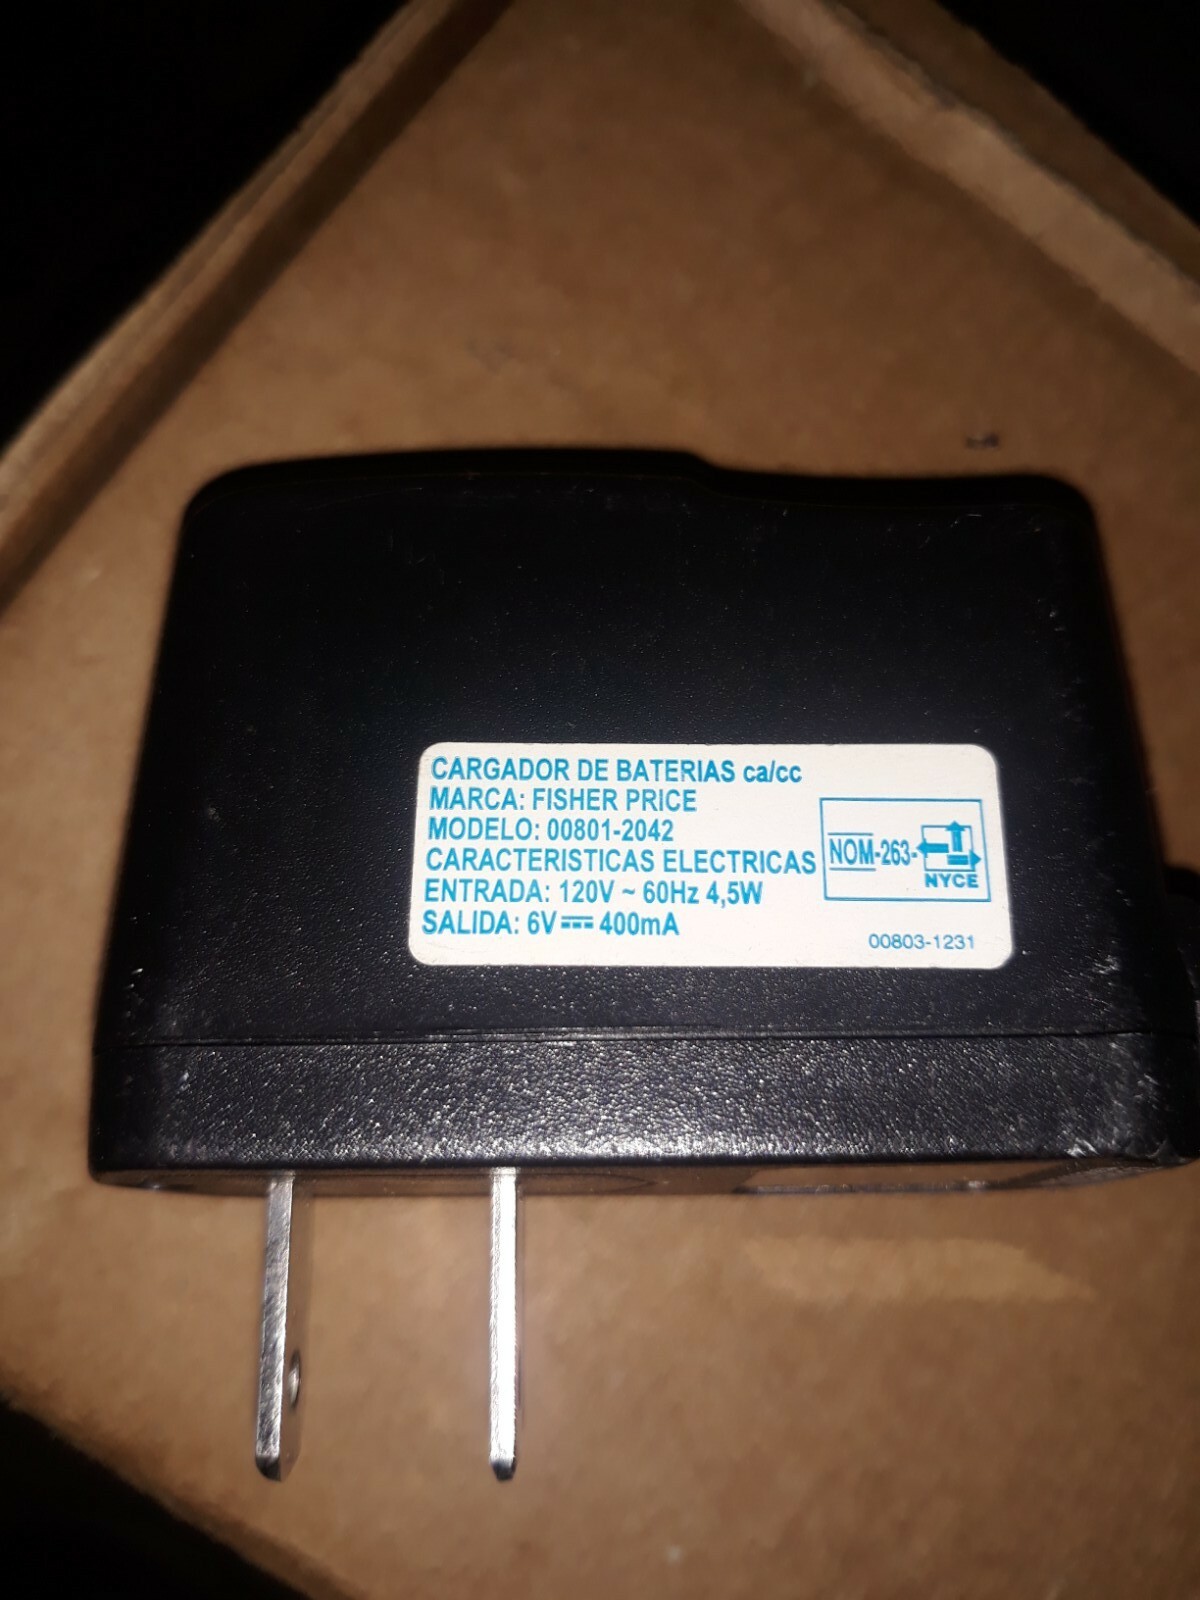 CARGADOR DE BATERIAS ca/cc
MARCA: FISHER PRICE
MODELO: 00801-2042
CARACTERISTICAS ELECTRICAS
ENTRADA: 120V ~ 60Hz 4,5W
SALIDA: 6V⎓400mA
NOM-263-
NYCE
00803-1231